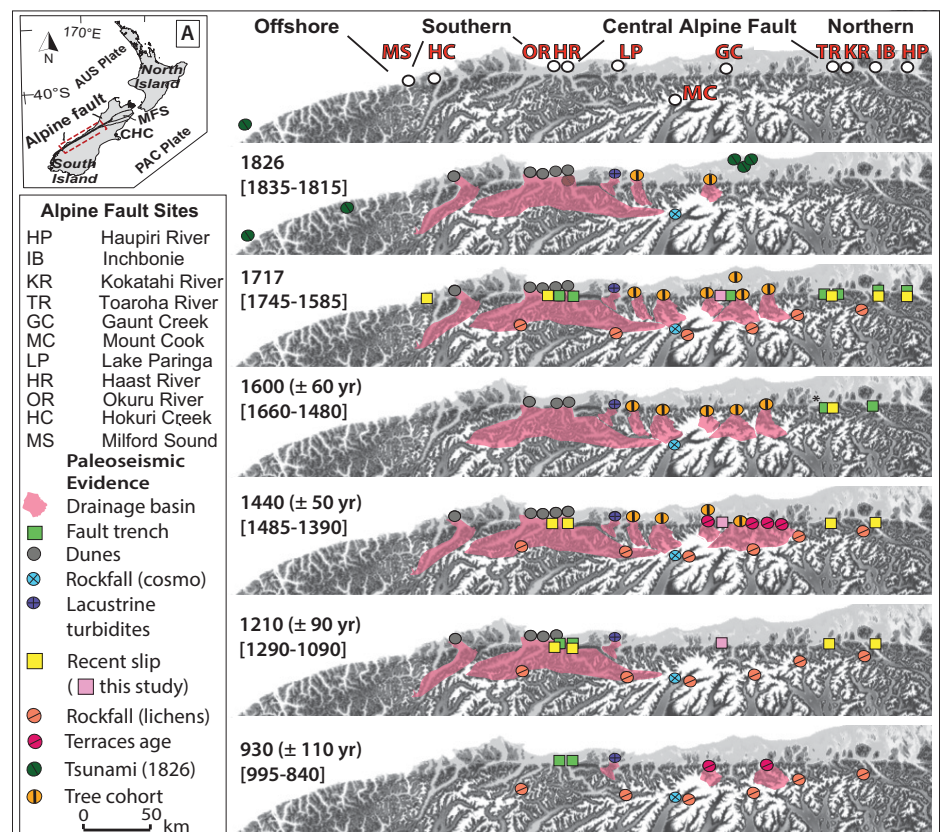 170°E
A
N
AUS Plate
North
Island
40°S
Alpine fault
MFS
CHC
South
Island
PAC Plate
Alpine Fault Sites
HP Haupiri River
IB Inchbonie
KR Kokatahi River
TR Toaroha River
GC Gaunt Creek
MC Mount Cook
LP Lake Paringa
HR Haast River
OR Okuru River
HC Hokuri Creek
MS Milford Sound
Paleoseismic
Evidence
Drainage basin
Fault trench
Dunes
Rockfall (cosmo)
Lacustrine
turbidites
Recent slip
( this study)
Rockfall (lichens)
Terraces age
Tsunami (1826)
Tree cohort
0 50
km
Offshore Southern Central Alpine Fault Northern
MS HC OR HR LP GC TR KR IB HP
MC
1826
[1835-1815]
1717
[1745-1585]
1600 (± 60 yr)
[1660-1480]
*
1440 (± 50 yr)
[1485-1390]
1210 (± 90 yr)
[1290-1090]
930 (± 110 yr)
[995-840]